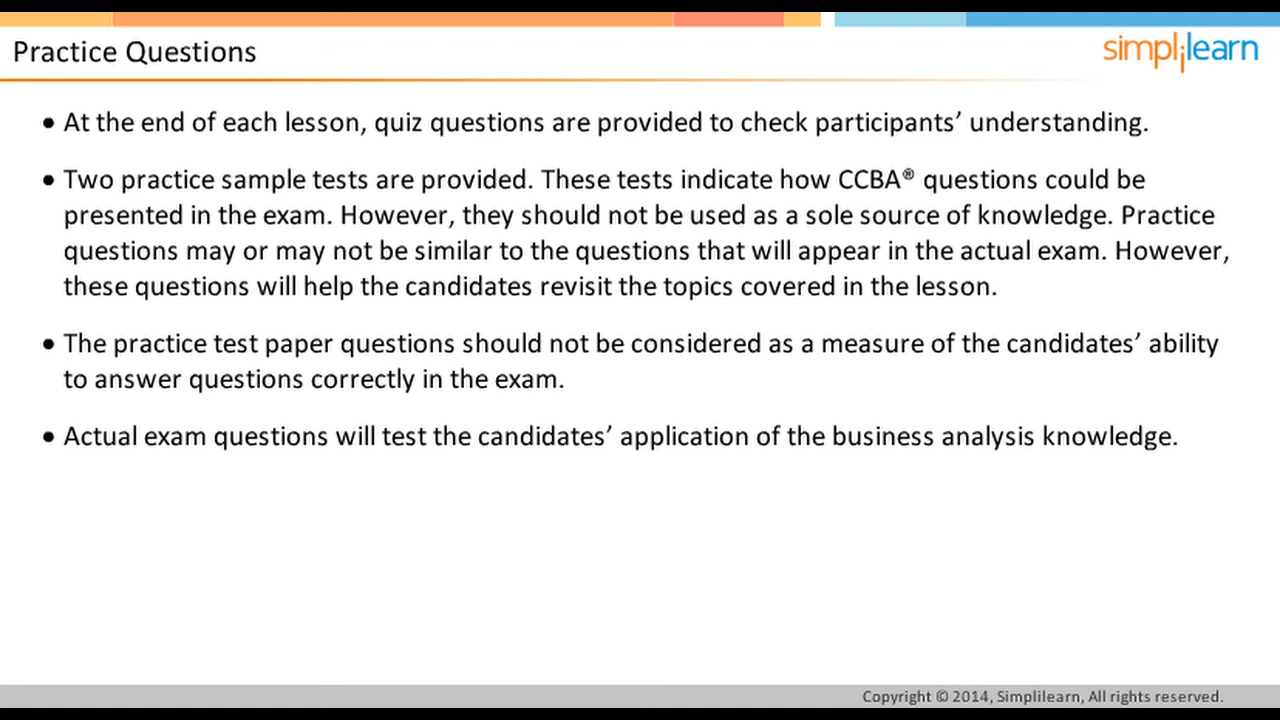 Practice Questions
simplilearn
• At the end of each lesson, quiz questions are provided to check participants’ understanding.
• Two practice sample tests are provided. These tests indicate how CCBA® questions could be
presented in the exam. However, they should not be used as a sole source of knowledge. Practice
questions may or may not be similar to the questions that will appear in the actual exam. However,
these questions will help the candidates revisit the topics covered in the lesson.
• The practice test paper questions should not be considered as a measure of the candidates’ ability
to answer questions correctly in the exam.
• Actual exam questions will test the candidates’ application of the business analysis knowledge.
Copyright © 2014, Simplilearn, All rights reserved.